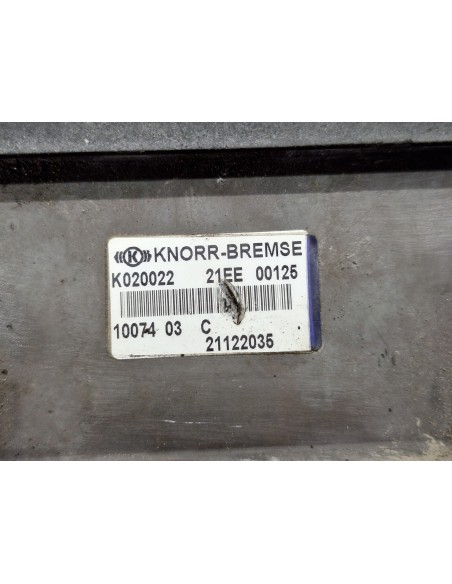 K KNORR-BREMSE
K020022 21EE 00125
10074 03 C
21122035